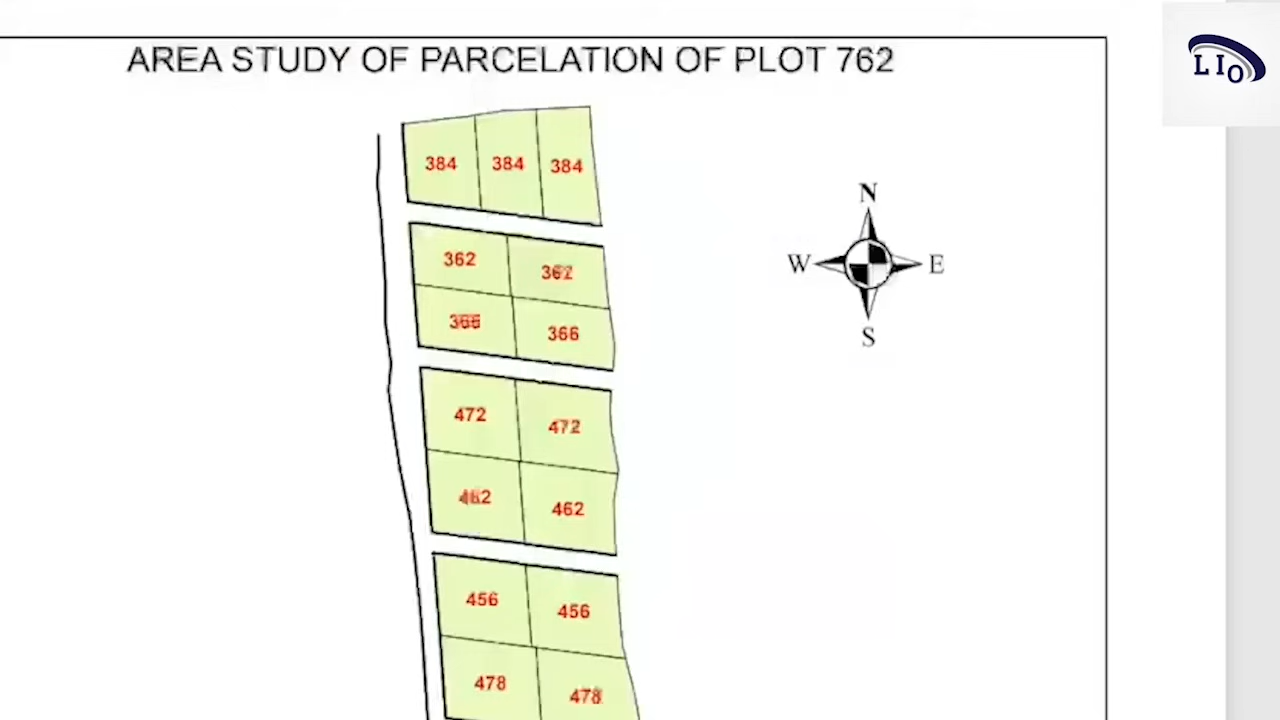 AREA STUDY OF PARCELATION OF PLOT 762
LIO
384 384 384
N
W E
S
362 362
366 366
472 472
462 462
456 456
478 478